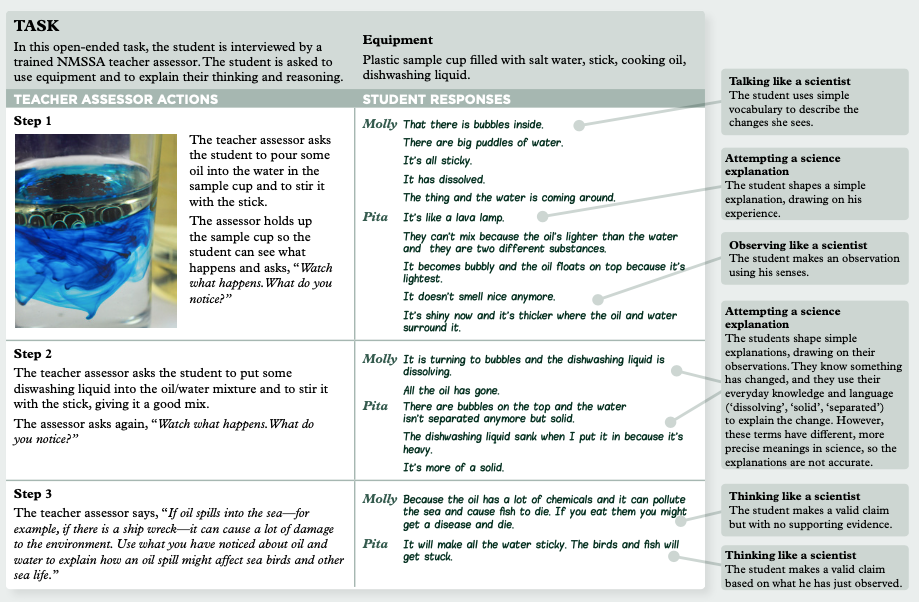 TASK
In this open-ended task, the student is interviewed by a
trained NMSSA teacher assessor. The student is asked to
use equipment and to explain their thinking and reasoning.
Equipment
Plastic sample cup filled with salt water, stick, cooking oil,
dishwashing liquid.
TEACHER ASSESSOR ACTIONS
STUDENT RESPONSES
Step 1
The teacher assessor asks
the student to pour some
oil into the water in the
sample cup and to stir it
with the stick.
The assessor holds up
the sample cup so the
student can see what
happens and asks, “Watch
what happens. What do you
notice?”
Molly That there is bubbles inside.
There are big puddles of water.
It's all sticky.
It has dissolved.
The thing and the water is coming around.
Pita It's like a lava lamp.
They can't mix because the oil's lighter than the water
and they are two different substances.
It becomes bubbly and the oil floats on top because it's
lightest.
It doesn't smell nice anymore.
It's shiny now and it's thicker where the oil and water
surround it.
Talking like a scientist
The student uses simple
vocabulary to describe the
changes she sees.
Attempting a science
explanation
The student shapes a simple
explanation, drawing on his
experience.
Observing like a scientist
The student makes an observation
using his senses.
Step 2
The teacher assessor asks the student to put some
diswashing liquid into the oil/water mixture and to stir it
with the stick, giving it a good mix.
The assessor asks again, “Watch what happens. What do
you notice?”
Molly It is turning to bubbles and the dishwashing liquid is
dissolving.
All the oil has gone.
Pita There are bubbles on the top and the water
isn't separated anymore but solid.
The dishwashing liquid sank when I put it in because it's
heavy.
It's more of a solid.
Attempting a science
explanation
The students shape simple
explanations, drawing on their
observations. They know something
has changed, and they use their
everyday knowledge and language
(‘dissolving’, ‘solid’, ‘separated’)
to explain the change. However,
these terms have different, more
precise meanings in science, so the
explanations are not accurate.
Step 3
The teacher assessor says, “If oil spills into the sea—for
example, if there is a ship wreck—it can cause a lot of damage
to the environment. Use what you have noticed about oil and
water to explain how an oil spill might affect sea birds and other
sea life.”
Molly Because the oil has a lot of chemicals and it can pollute
the sea and cause fish to die. If you eat them you might
get a disease and die.
Pita It will make all the water sticky. The birds and fish will
get stuck.
Thinking like a scientist
The student makes a valid claim
but with no supporting evidence.
Thinking like a scientist
The student makes a valid claim
based on what he has just observed.